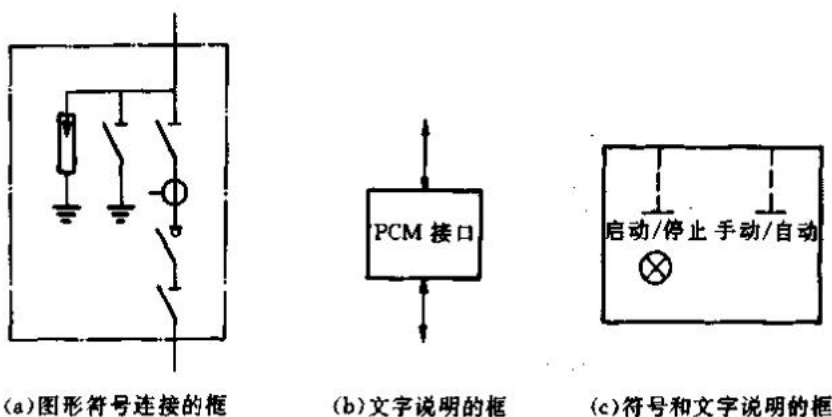 PCM 接口
启动/停止 手动/自动
(a)图形符号连接的框
(b)文字说明的框
(c)符号和文字说明的框